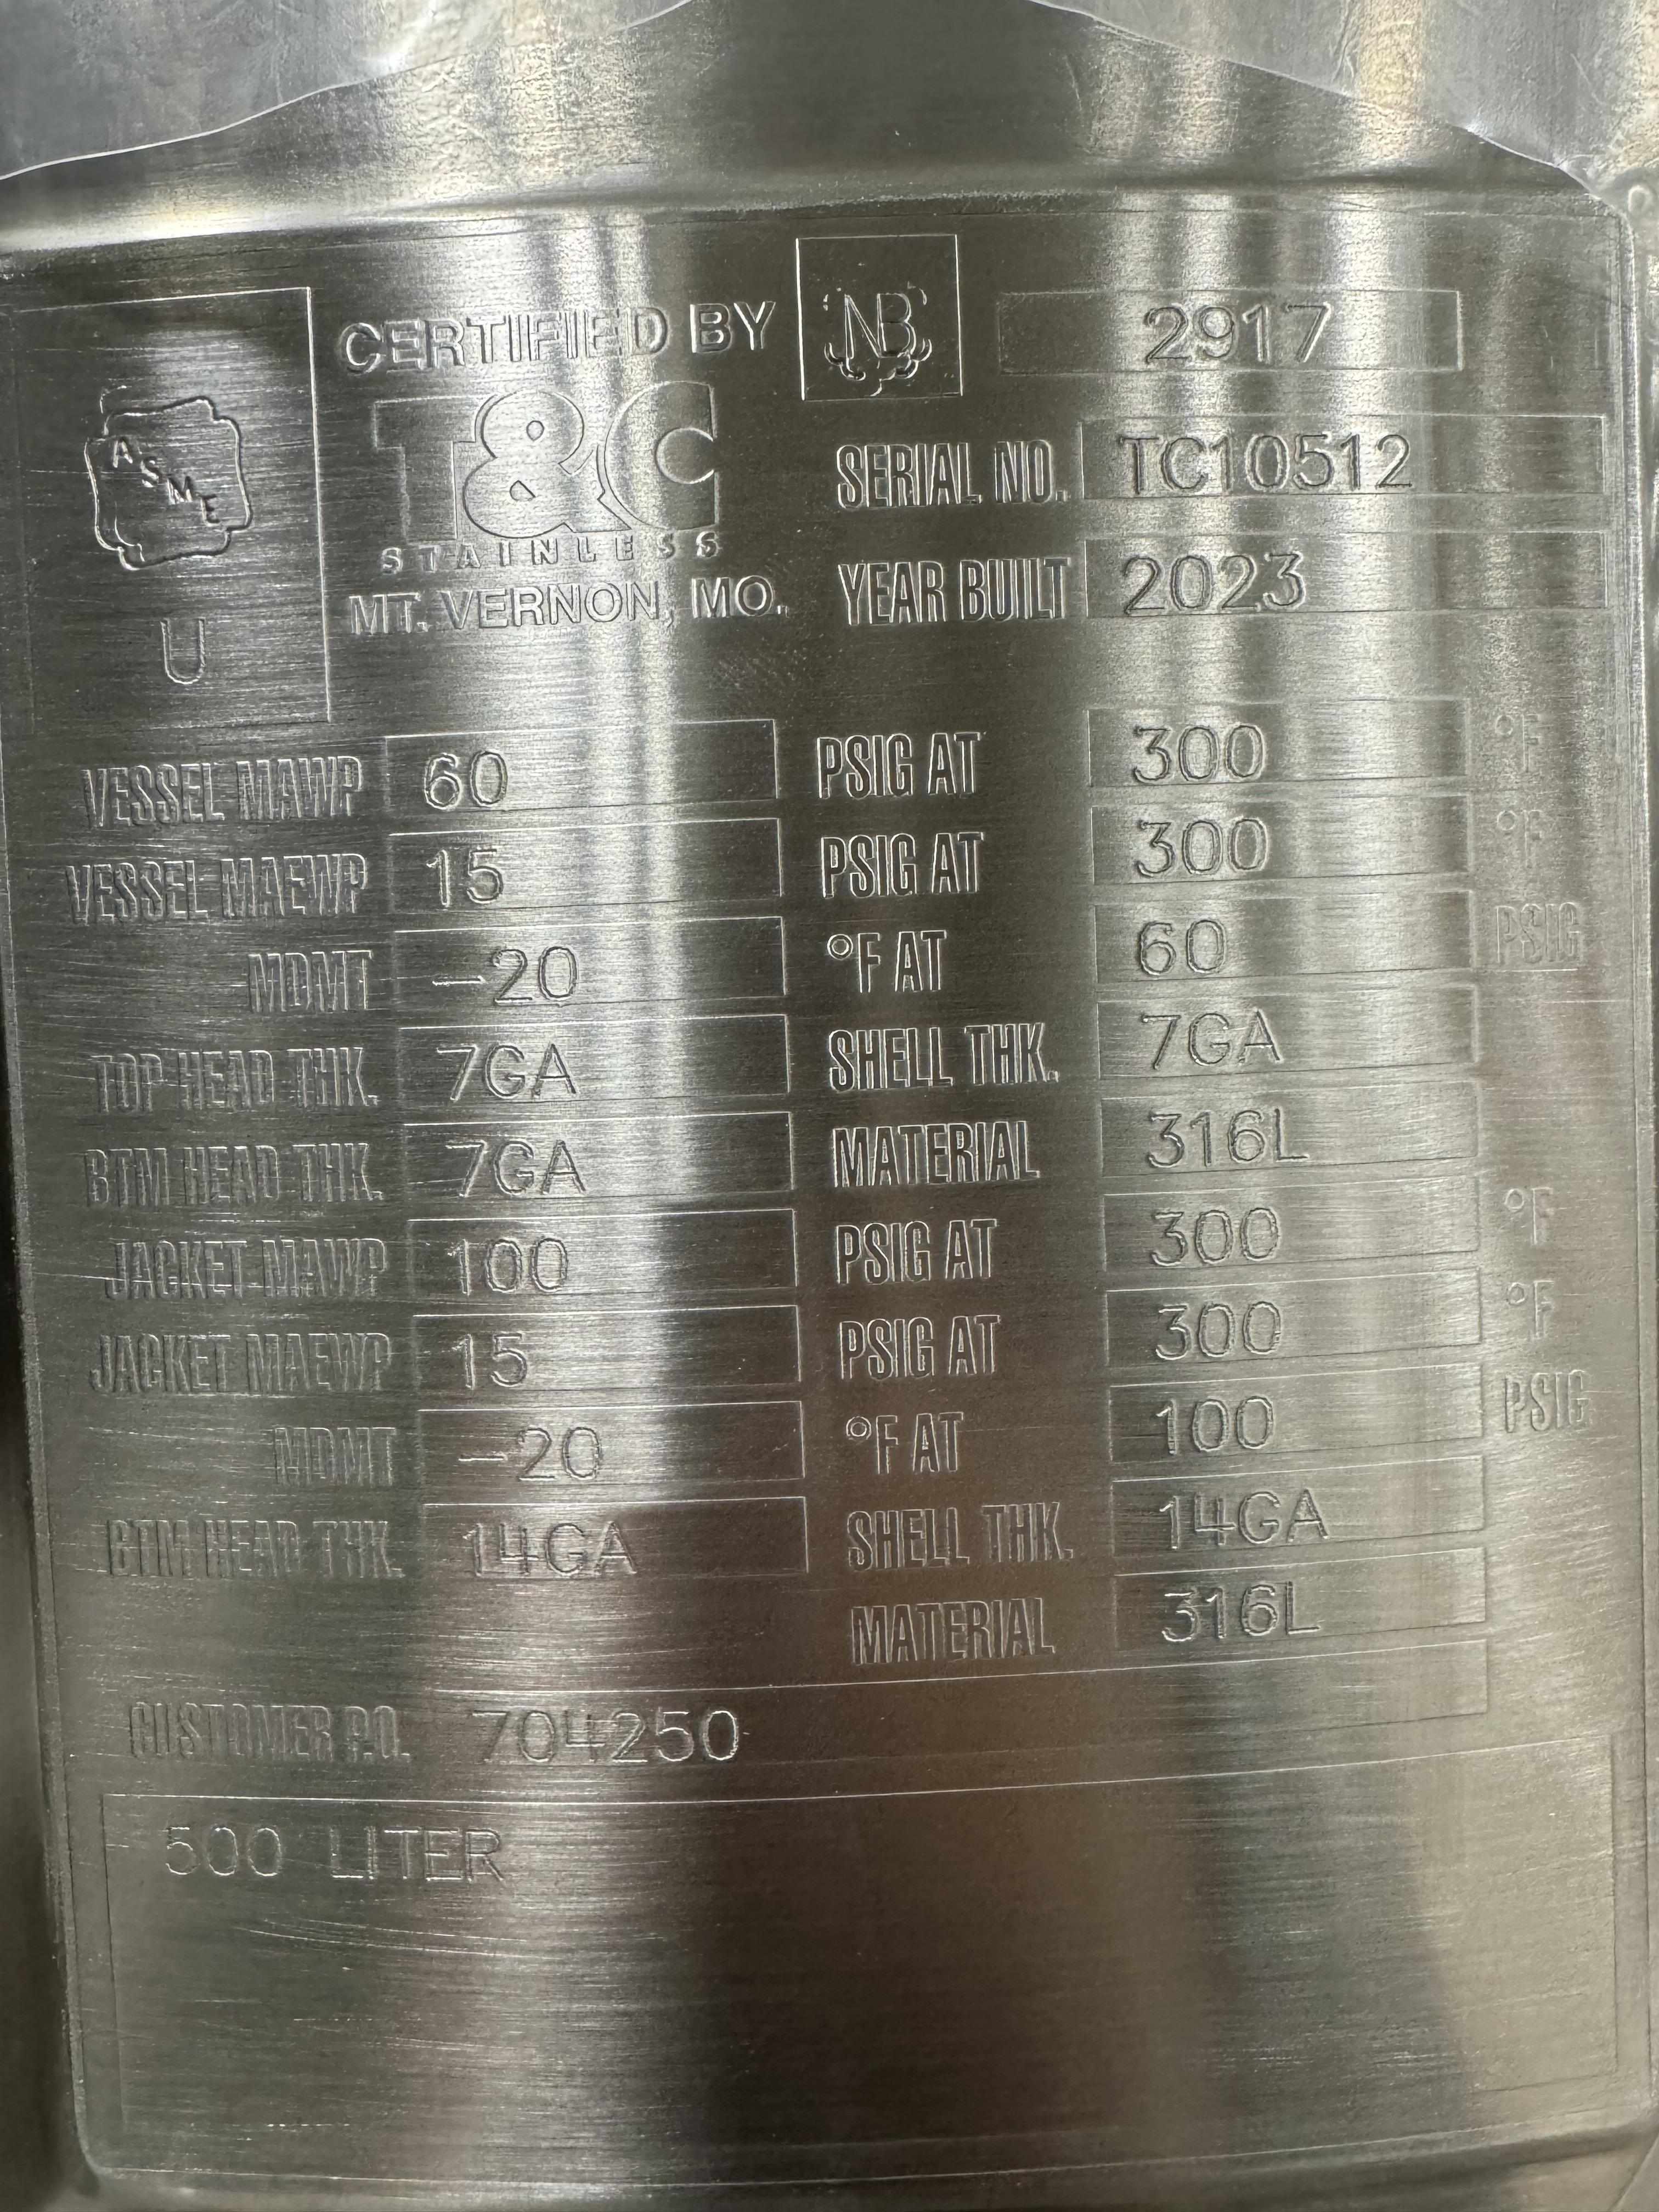 CERTIFIED BY NB 2917
ASME
T&C
STAINLESS
SERIAL NO. TC10512
MT. VERNON, MO. YEAR BUILT 2023
U
VESSEL MAWP 60 PSIG AT 300 °F
VESSEL MAEWP 15 PSIG AT 300 °F
MDMT -20 °F AT 60 PSIG
TOP HEAD THK. 7GA SHELL THK. 7GA
BTM HEAD THK. 7GA MATERIAL 316L
JACKET MAWP 100 PSIG AT 300 °F
JACKET MAEWP 15 PSIG AT 300 °F
MDMT -20 °F AT 100 PSIG
BTM HEAD THK. 14GA SHELL THK. 14GA
MATERIAL 316L
CUSTOMER P.O. 704250
500 LITER